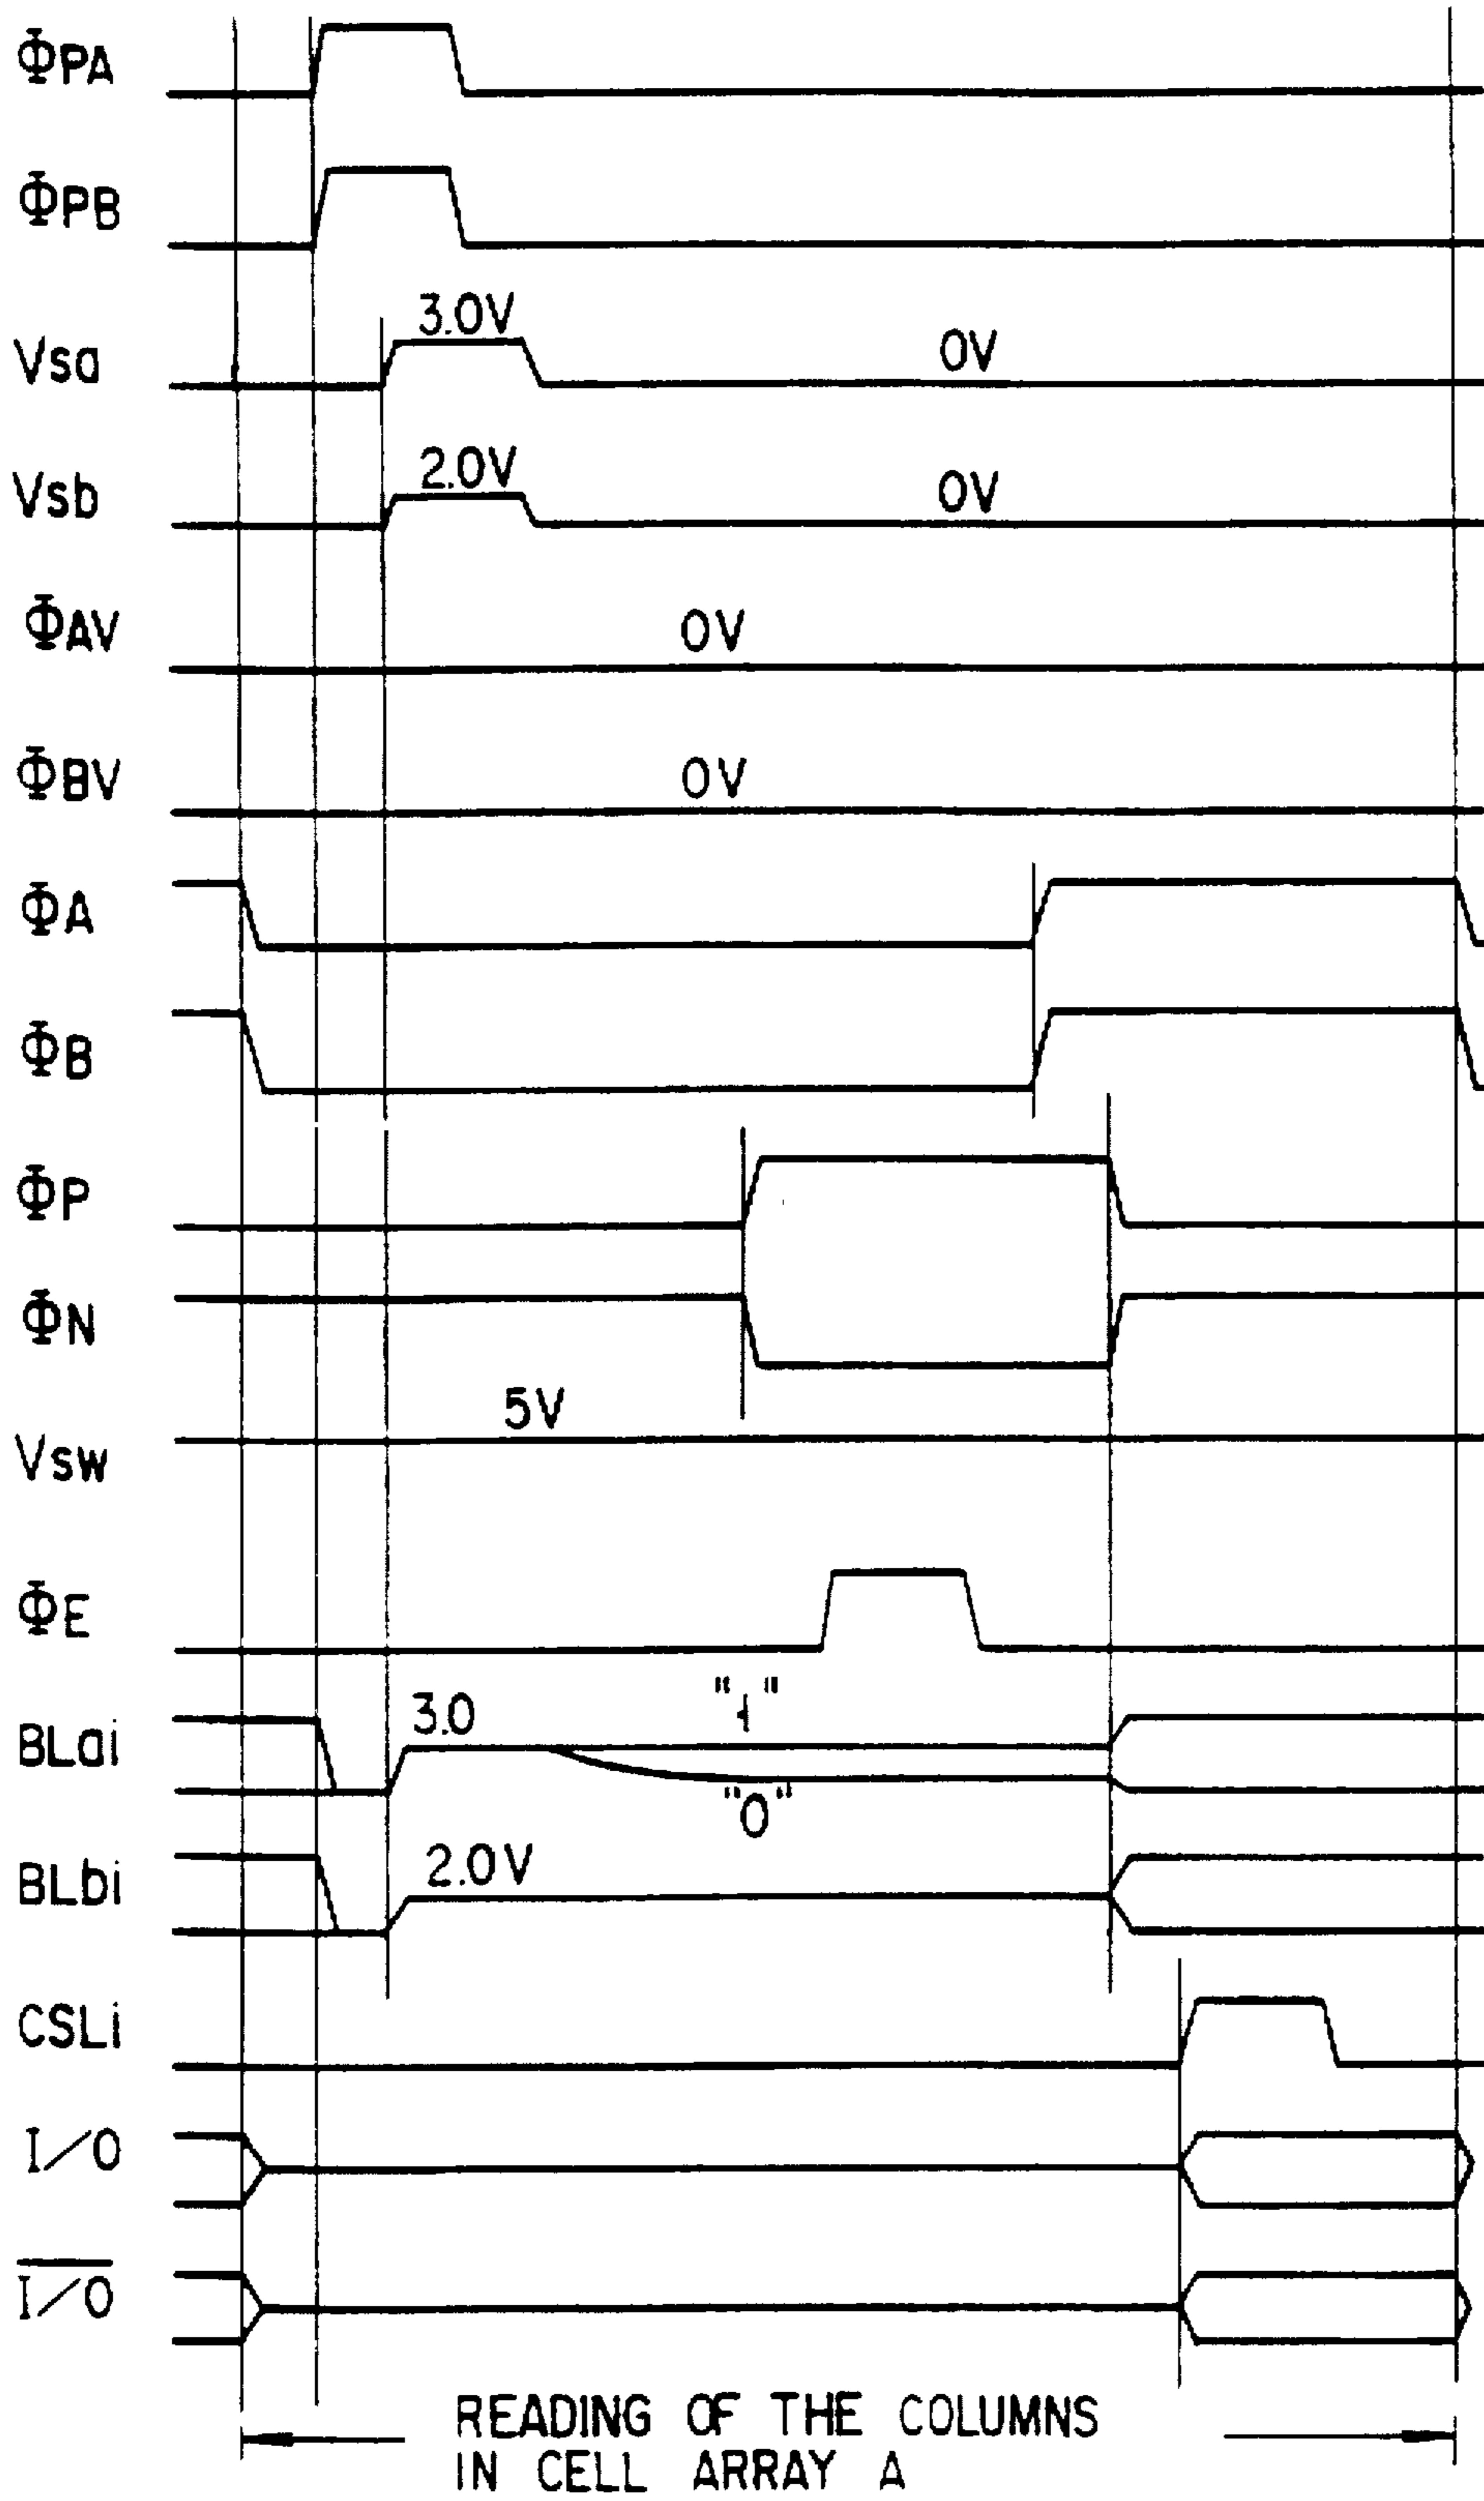 ΦPA
ΦPB
3.0V
Vsa
0V
2.0V
Vsb
0V
ΦAV
0V
ΦBV
0V
ΦA
ΦB
ΦP
ΦN
5V
Vsw
ΦE
"1"
3.0
BLai
"0"
2.0V
BLbi
CSLi
I/O
I/O
READING OF THE COLUMNS
IN CELL ARRAY A